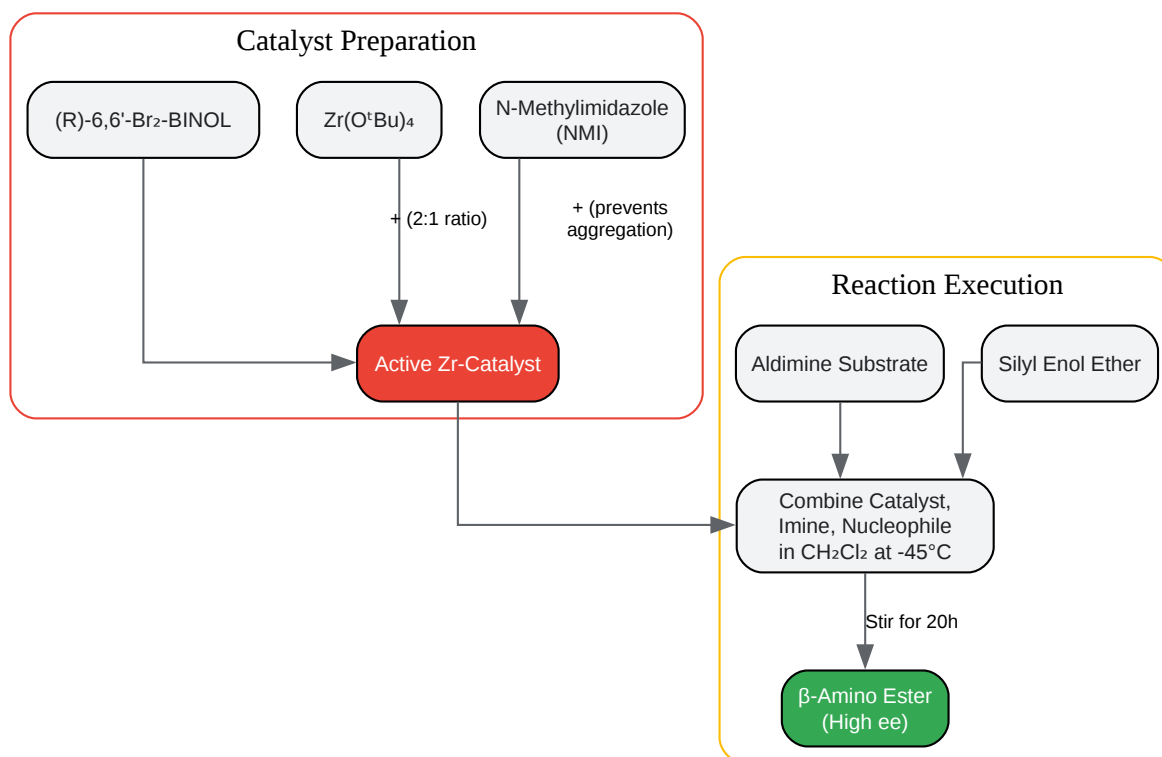 Catalyst Preparation
(R)-6,6'-Br₂-BINOL
Zr(OᵗBu)₄
N-Methylimidazole
(NMI)
+ (2:1 ratio)
+ (prevents
aggregation)
Active Zr-Catalyst
Reaction Execution
Aldimine Substrate
Silyl Enol Ether
Combine Catalyst,
Imine, Nucleophile
in CH₂Cl₂ at -45°C
Stir for 20h
β-Amino Ester
(High ee)